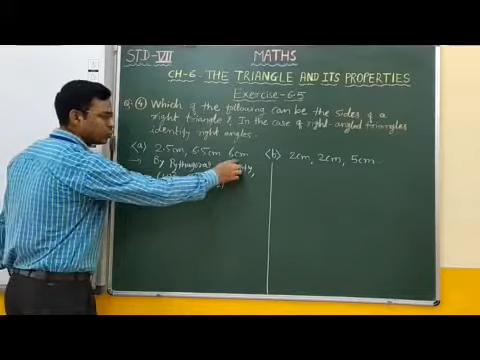 STD-VII
MATHS
CH-6. THE TRIANGLE AND ITS PROPERTIES
Exercise-6.5
Q.(4) Which of the following can be the sides of a
right triangle? In the case of right-angled triangles
identify right angles.
(a) 2.5cm, 6.5cm 6cm
(b) 2cm, 2cm, 5cm.
→ By Pythagoras